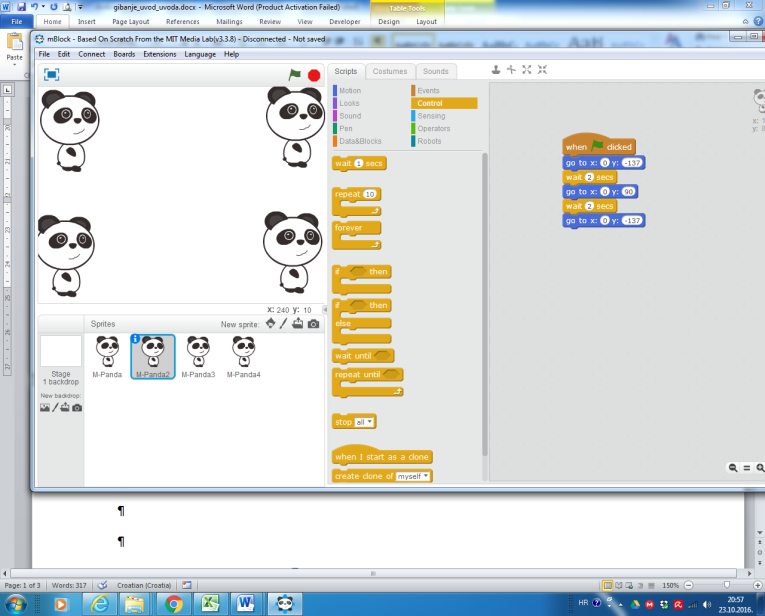 gibanje_uvod_uvoda.docx - Microsoft Word (Product Activation Failed)
Table Tools
File Home Insert Page Layout References Mailings Review View Developer Design Layout
Paste
mBlock - Based On Scratch From the MIT Media Lab(v3.3.8) - Disconnected - Not saved
File Edit Connect Boards Extensions Language Help
Scripts Costumes Sounds
Motion Events
Looks Control
Sound Sensing
Pen Operators
Data&Blocks Robots
wait 1 secs
repeat 10
forever
if then
if then
else
wait until
repeat until
stop all
when I start as a clone
create clone of myself
when clicked
go to x: 0 y: -137
wait 2 secs
go to x: 0 y: 90
wait 2 secs
go to x: 0 y: -137
x: 240 y: 10
Sprites New sprite:
Stage
1 backdrop
New backdrop:
M-Panda M-Panda2 M-Panda3 M-Panda4
¶
¶
Page: 1 of 3 Words: 317 Croatian (Croatia) 150%
HR 20:57
23.10.2016.